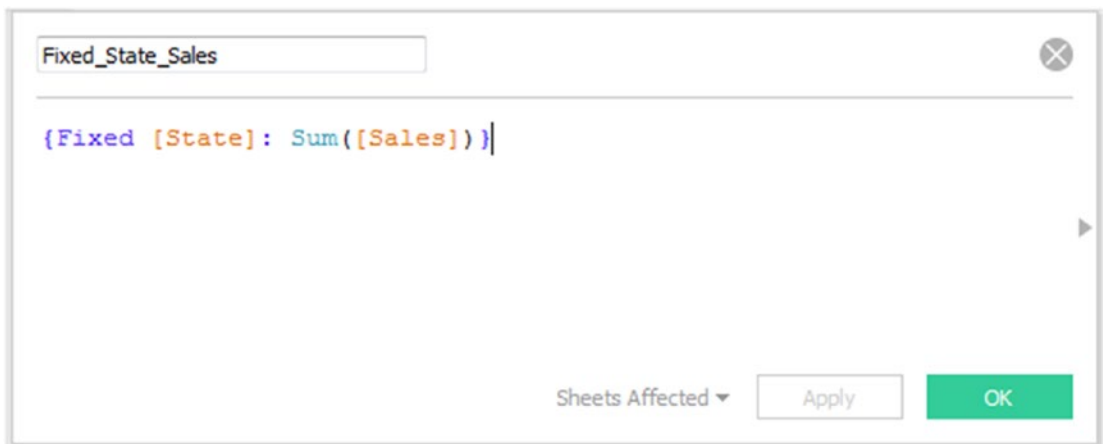 Fixed_State_Sales
{Fixed [State]: Sum([Sales])}
Sheets Affected Apply OK